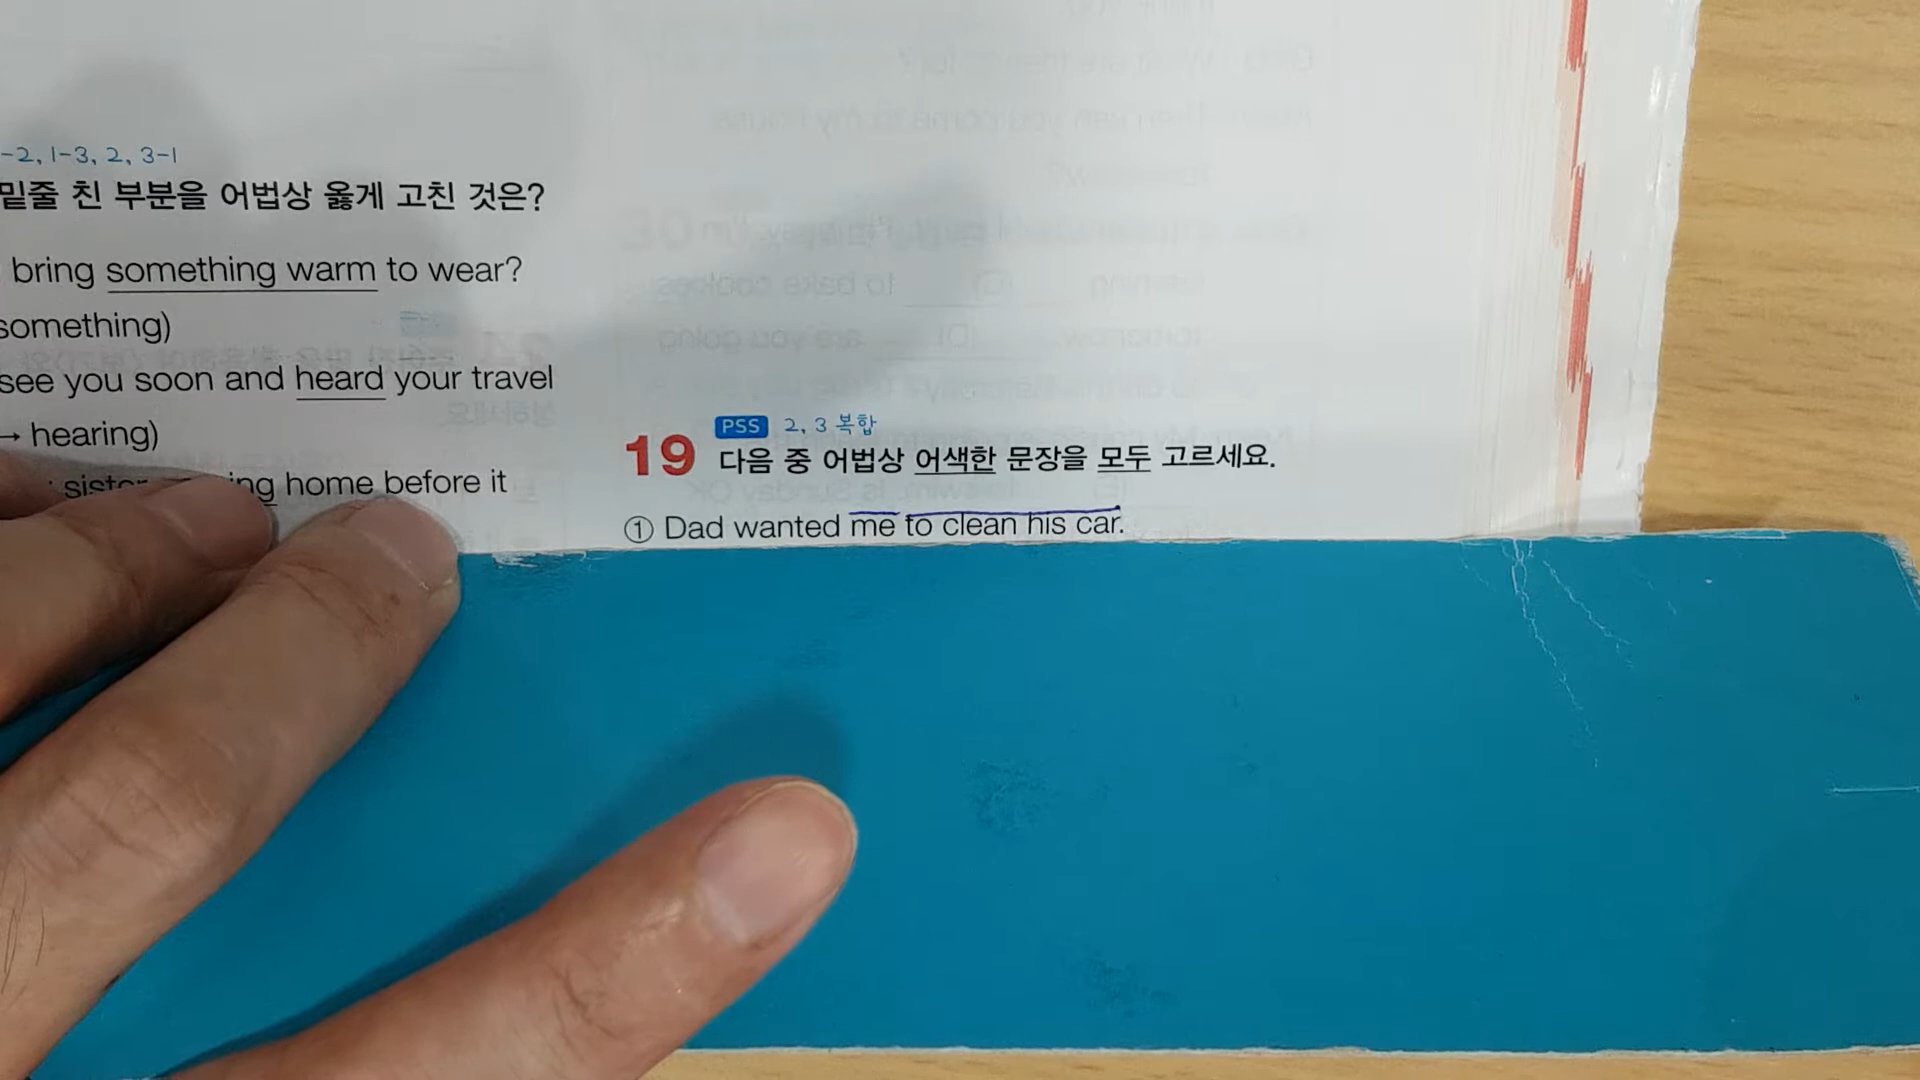 -2, 1-3, 2, 3-1
밑줄 친 부분을 어법상 옳게 고친 것은?
bring something warm to wear?
something)
see you soon and heard your travel
→ hearing)
home before it
PSS 2, 3 복합
19 다음 중 어법상 어색한 문장을 모두 고르세요.
① Dad wanted me to clean his car.